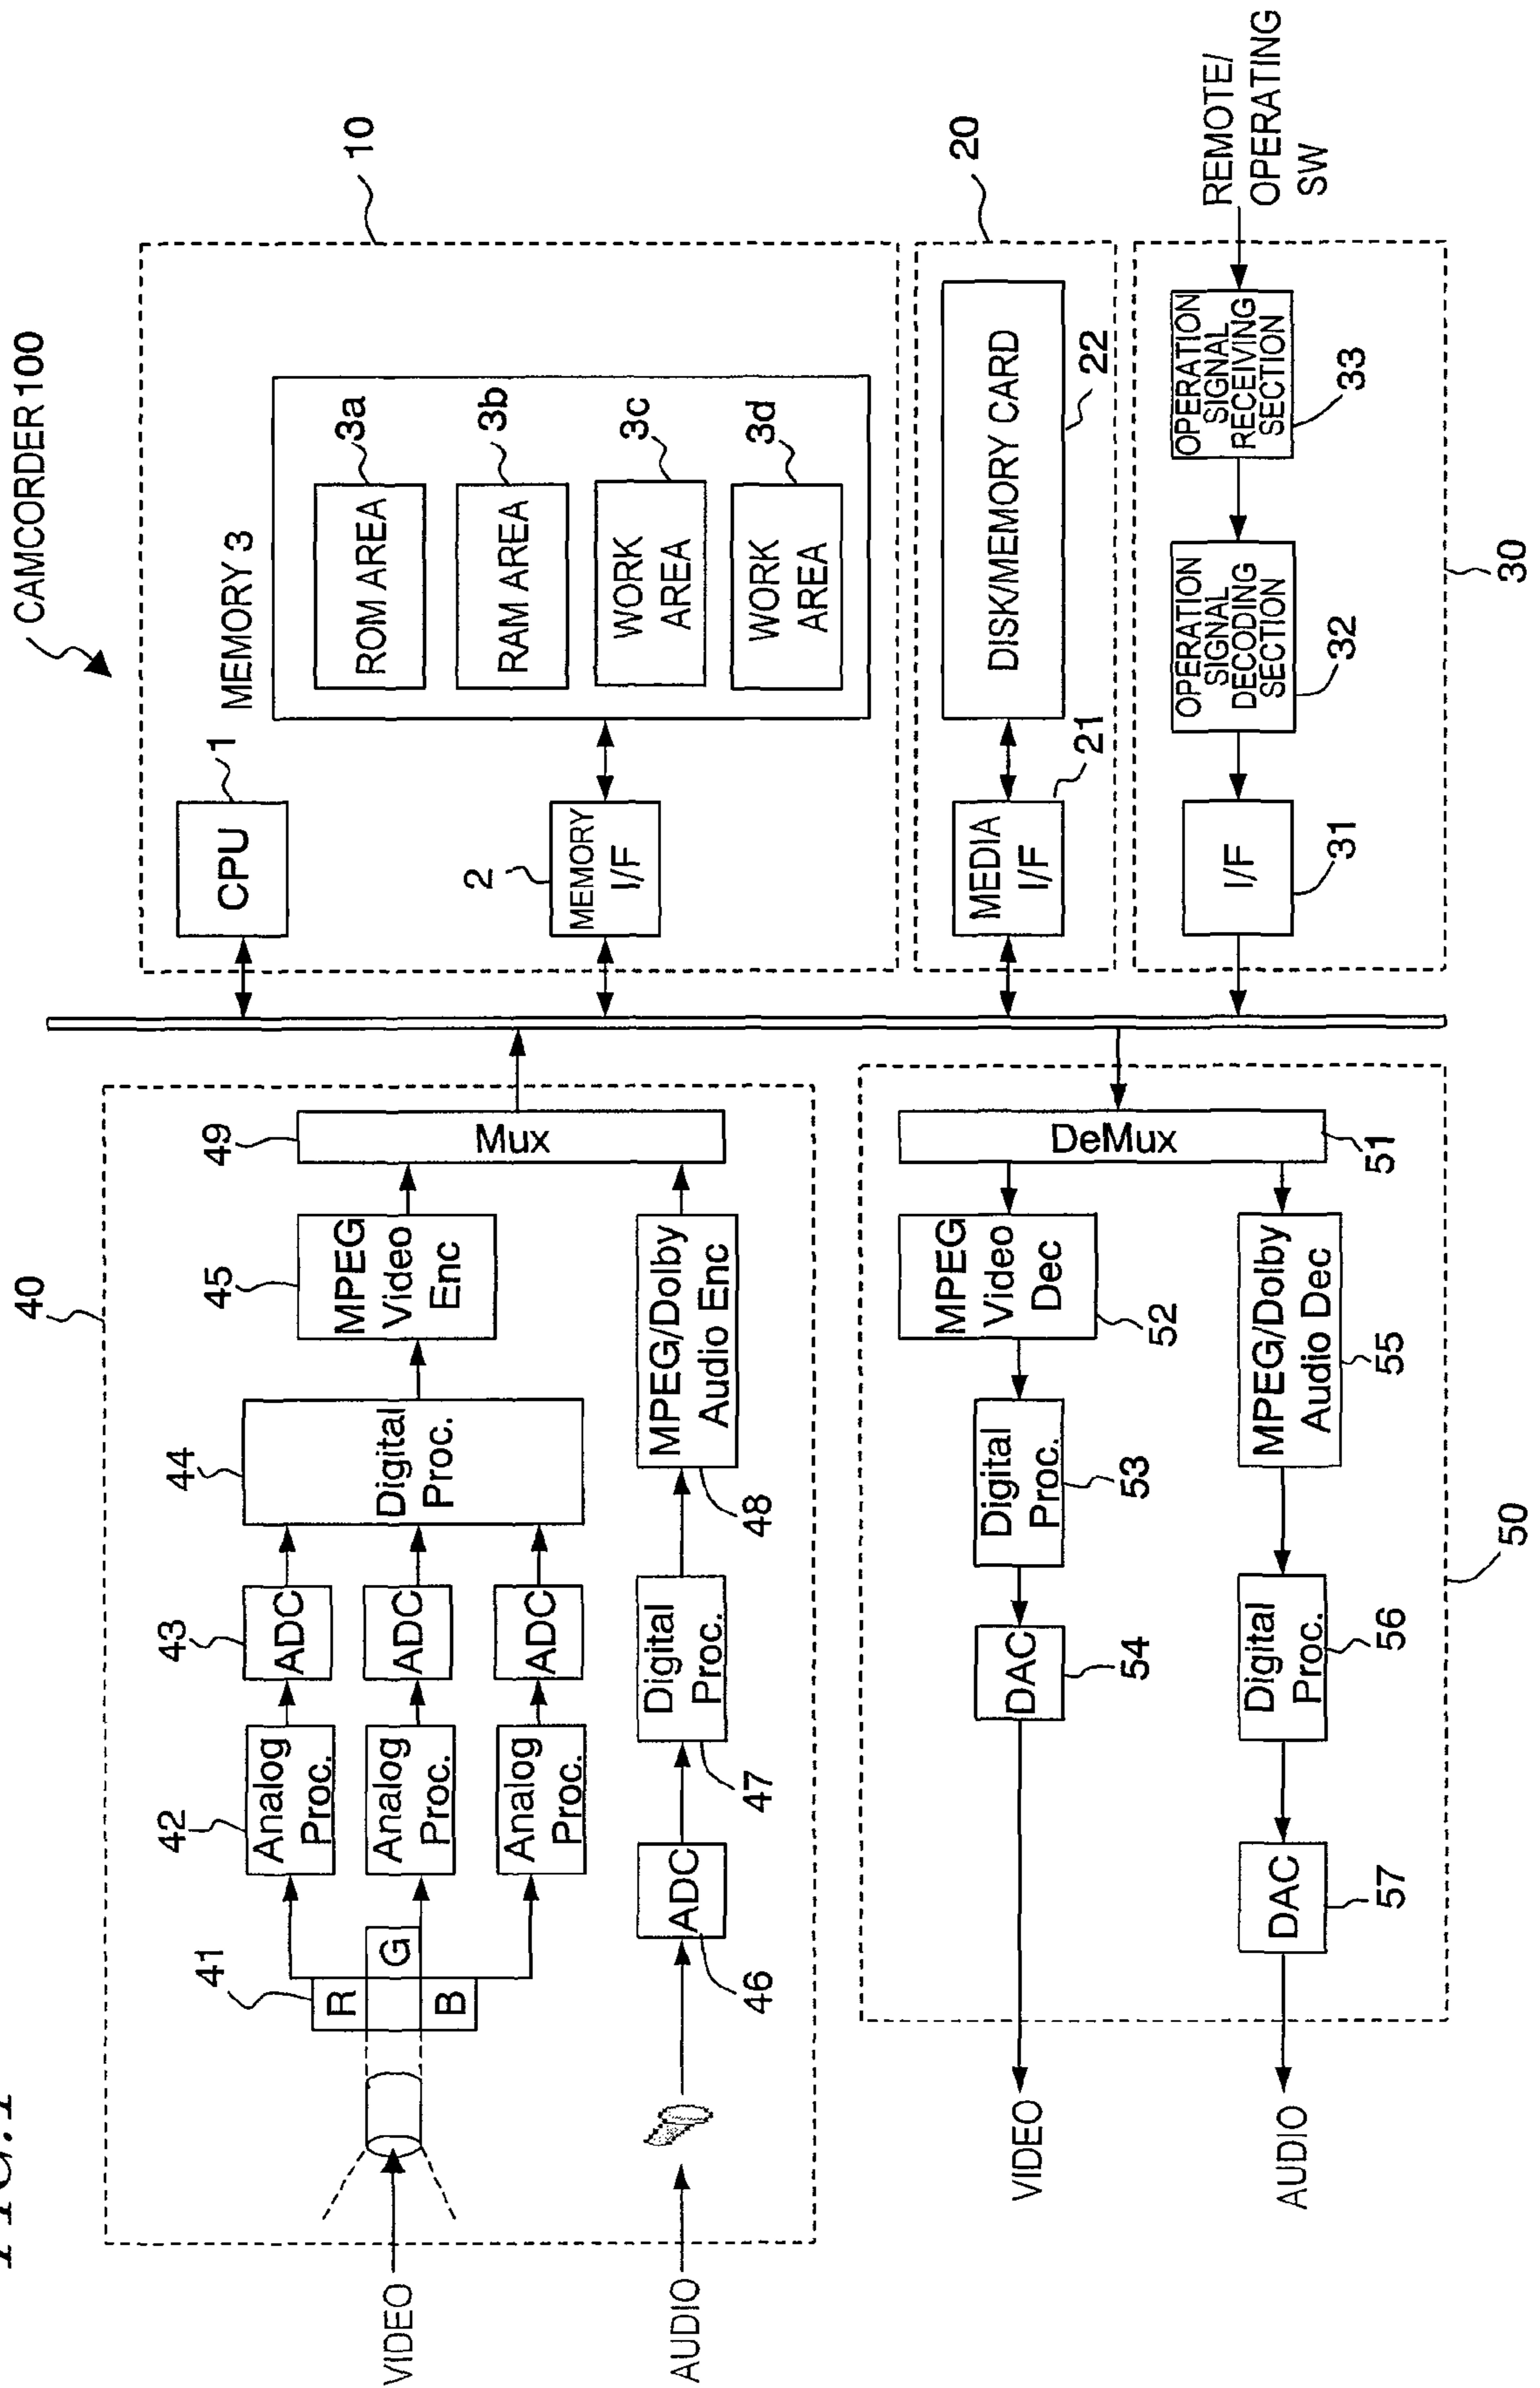 FIG.1
CAMCORDER 100
40
VIDEO
41
R
G
B
42
Analog
Proc.
Analog
Proc.
Analog
Proc.
43
ADC
ADC
ADC
44
Digital
Proc.
45
MPEG
Video
Enc
49
Mux
AUDIO
46
ADC
47
Digital
Proc.
48
MPEG/Dolby
Audio Enc
10
1
CPU
2
MEMORY
I/F
MEMORY 3
ROM AREA
3a
RAM AREA
3b
WORK
AREA
3c
WORK
AREA
3d
20
MEDIA
I/F
21
DISK/MEMORY CARD
22
30
I/F
31
OPERATION
SIGNAL
DECODING
SECTION
32
OPERATION
SIGNAL
RECEIVING
SECTION
33
REMOTE/
OPERATING
SW
50
DeMux
51
MPEG
Video
Dec
52
Digital
Proc.
53
DAC
54
VIDEO
MPEG/Dolby
Audio Dec
55
Digital
Proc.
56
DAC
57
AUDIO